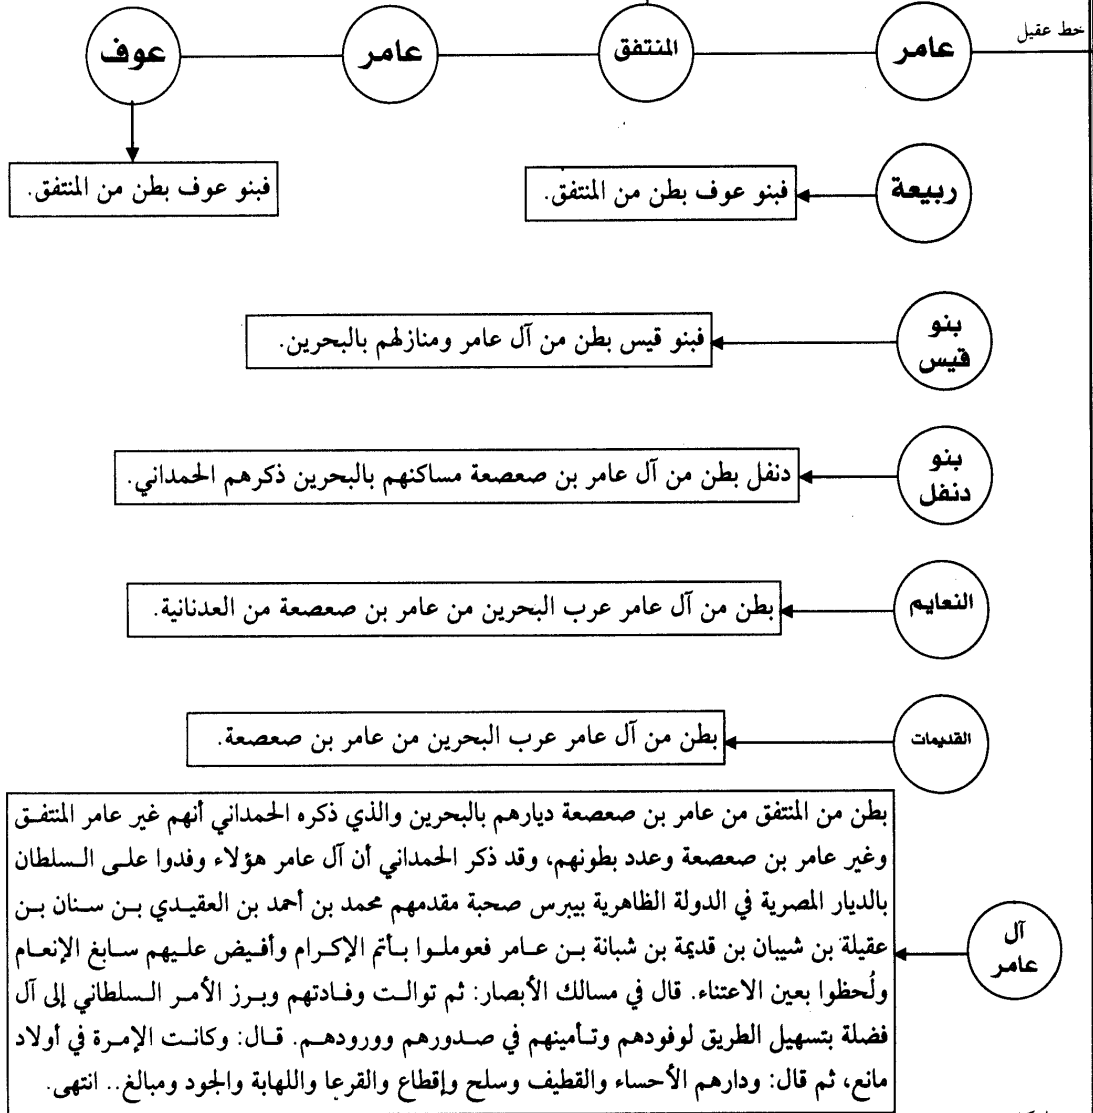 خط عقيل
عامر
المنتفق
عامر
عوف
ربيعة
فبنو عوف بطن من المنتفق.
فبنو عوف بطن من المنتفق.
بنو
قيس
فبنو قيس بطن من آل عامر ومنازلهم بالبحرين.
بنو
دنفل
دنفل بطن من آل عامر بن صعصعة مساكنهم بالبحرين ذكرهم الحمداني.
النعايم
بطن من آل عامر عرب البحرين من عامر بن صعصعة من العدنانية.
القديمات
بطن من آل عامر عرب البحرين من عامر بن صعصعة.
آل
عامر
بطن من المنتفق من عامر بن صعصعة ديارهم بالبحرين والذي ذكره الحمداني أنهم غير عامر المنتفق
وغير عامر بن صعصعة وعدد بطونهم، وقد ذكر الحمداني أن آل عامر هؤلاء وفدوا على السلطان
بالديار المصرية في الدولة الظاهرية بيبرس صحبة مقدمهم محمد بن أحمد بن العقيدي بن سنان بن
عقيلة بن شيبان بن قديمة بن شبانة بن عامر فعوملوا بأتم الإكرام وأفيض عليهم سابغ الإنعام
ولُحظوا بعين الاعتناء. قال في مسالك الأبصار: ثم توالت وفادتهم وبرز الأمر السلطاني إلى آل
فضلة بتسهيل الطريق لوفودهم وتأمينهم في صدورهم وورودهم. قال: وكانت الإمرة في أولاد
مانع، ثم قال: ودارهم الأحساء والقطيف وسلح وإقطاع والقرعا واللهابة والجود ومبالغ.. انتهى.